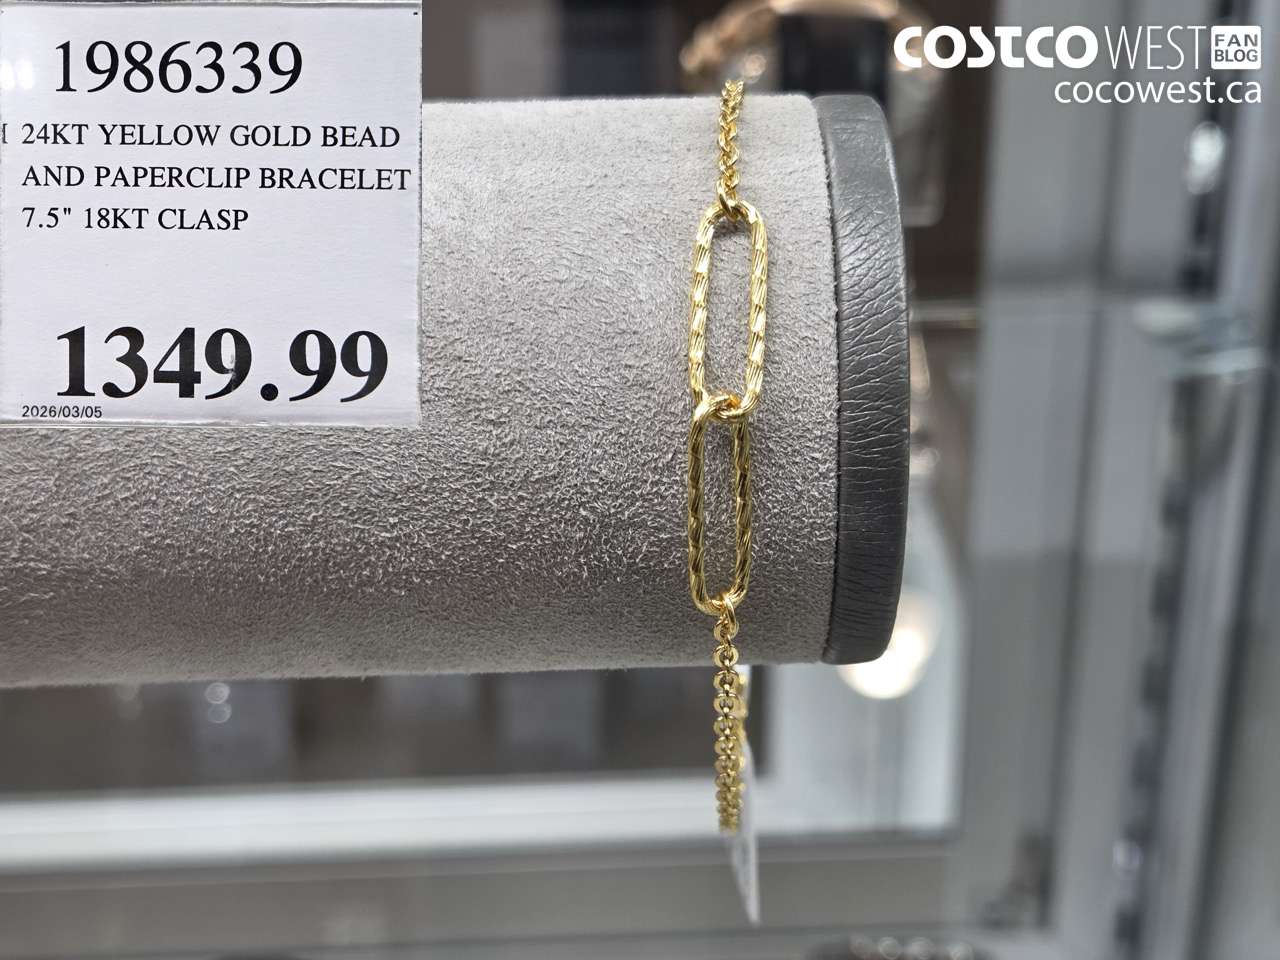 1986339
24KT YELLOW GOLD BEAD
AND PAPERCLIP BRACELET
7.5" 18KT CLASP
1349.99
2026/03/05
COSTCO WEST FAN BLOG
cocowest.ca